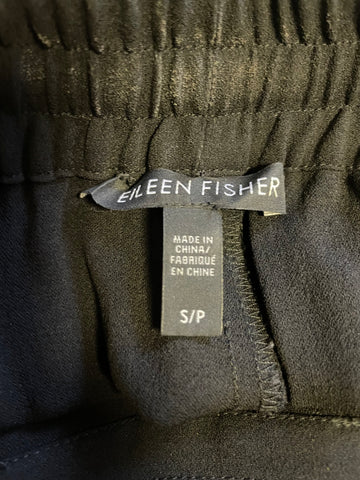 EILEEN FISHER
MADE IN
CHINA/
FABRIQUÉ
EN CHINE
S/P